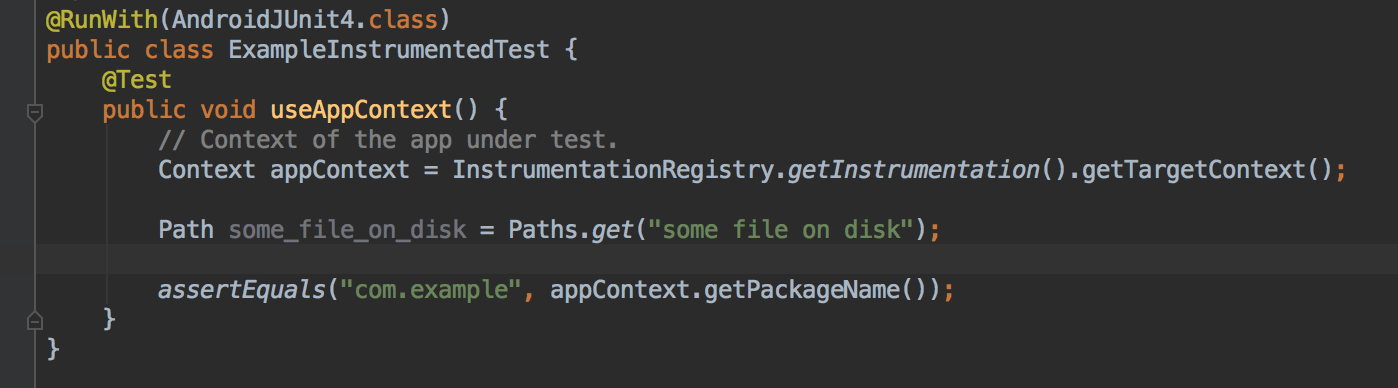 @RunWith(AndroidJUnit4.class)
public class ExampleInstrumentedTest {
@Test
public void useAppContext() {
// Context of the app under test.
Context appContext = InstrumentationRegistry.getInstrumentation().getTargetContext();
Path some_file_on_disk = Paths.get("some file on disk");
assertEquals("com.example", appContext.getPackageName());
}
}